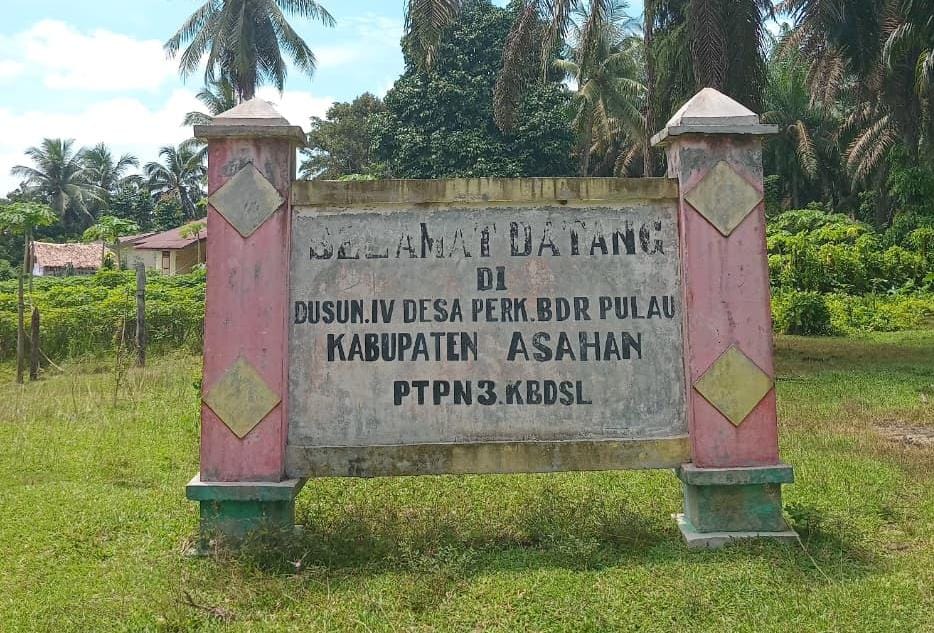 SELAMAT DATANG
DI
DUSUN.IV DESA PERK.BDR PULAU
KABUPATEN ASAHAN
PTPN3.KBDSL